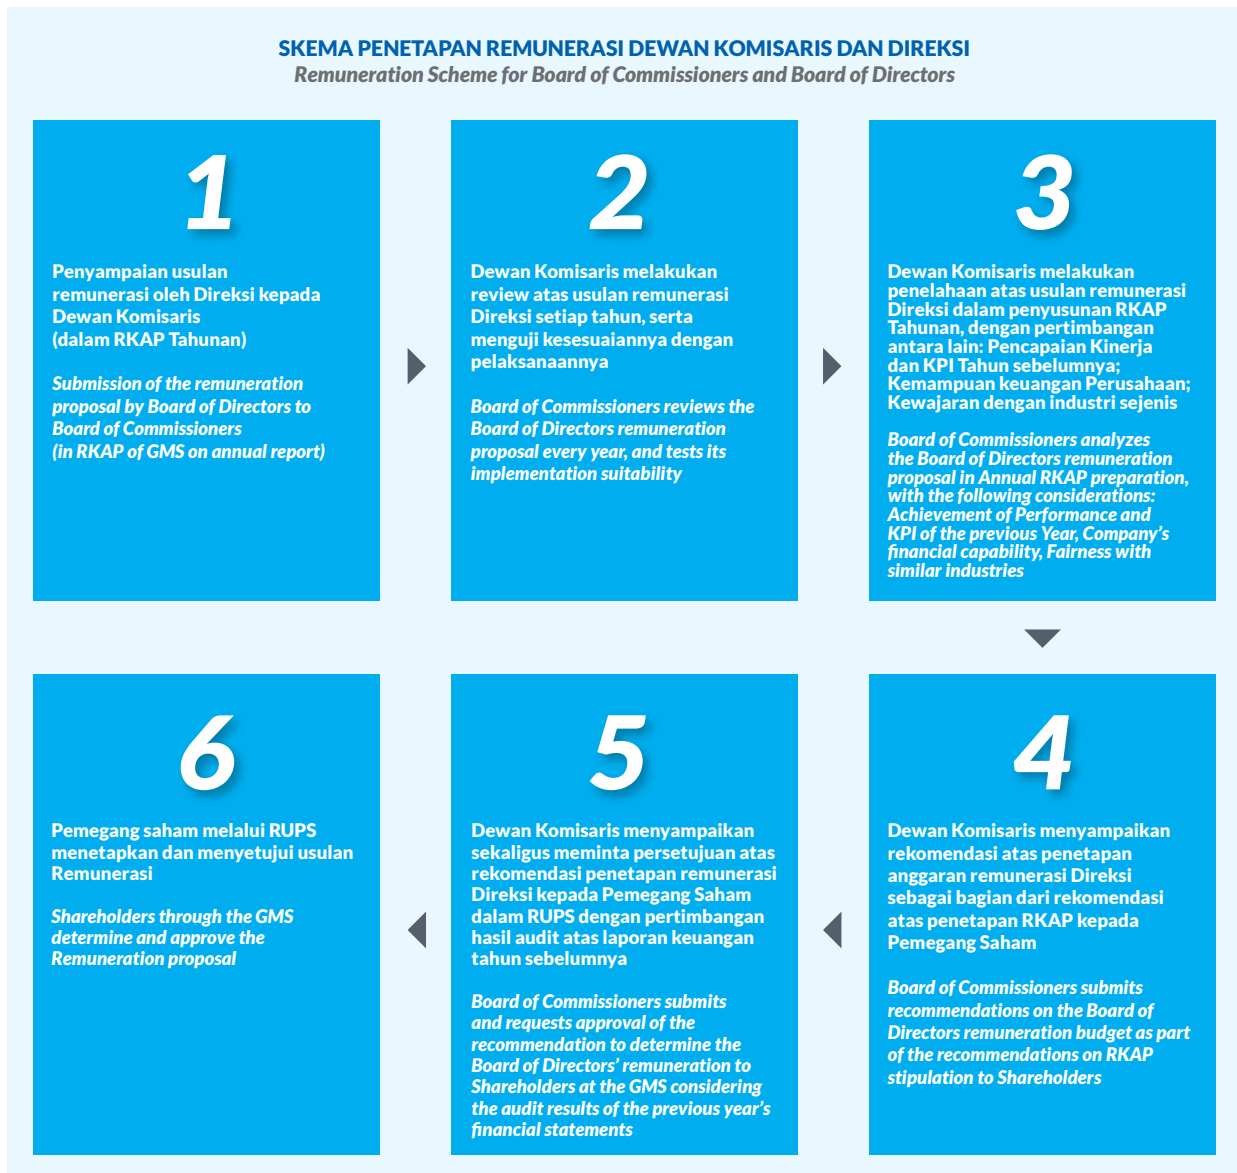 SKEMA PENETAPAN REMUNERASI DEWAN KOMISARIS DAN DIREKSI
Remuneration Scheme for Board of Commissioners and Board of Directors
1
Penyampaian usulan
remunerasi oleh Direksi kepada
Dewan Komisaris
(dalam RKAP Tahunan)
Submission of the remuneration
proposal by Board of Directors to
Board of Commissioners
(in RKAP of GMS on annual report)
2
Dewan Komisaris melakukan
review atas usulan remunerasi
Direksi setiap tahun, serta
menguji kesesuaiannya dengan
pelaksanaannya
Board of Commissioners reviews the
Board of Directors remuneration
proposal every year, and tests its
implementation suitability
3
Dewan Komisaris melakukan
penelahaan atas usulan remunerasi
Direksi dalam penyusunan RKAP
Tahunan, dengan pertimbangan
antara lain: Pencapaian Kinerja
dan KPI Tahun sebelumnya;
Kemampuan keuangan Perusahaan;
Kewajaran dengan industri sejenis
Board of Commissioners analyzes
the Board of Directors remuneration
proposal in Annual RKAP preparation,
with the following considerations:
Achievement of Performance and
KPI of the previous Year, Company's
financial capability, Fairness with
similar industries
4
Dewan Komisaris menyampaikan
rekomendasi atas penetapan
anggaran remunerasi Direksi
sebagai bagian dari rekomendasi
atas penetapan RKAP kepada
Pemegang Saham
Board of Commissioners submits
recommendations on the Board of
Directors remuneration budget as part
of the recommendations on RKAP
stipulation to Shareholders
5
Dewan Komisaris menyampaikan
sekaligus meminta persetujuan atas
rekomendasi penetapan remunerasi
Direksi kepada Pemegang Saham
dalam RUPS dengan pertimbangan
hasil audit atas laporan keuangan
tahun sebelumnya
Board of Commissioners submits
and requests approval of the
recommendation to determine the
Board of Directors' remuneration to
Shareholders at the GMS considering
the audit results of the previous year's
financial statements
6
Pemegang saham melalui RUPS
menetapkan dan menyetujui usulan
Remunerasi
Shareholders through the GMS
determine and approve the
Remuneration proposal